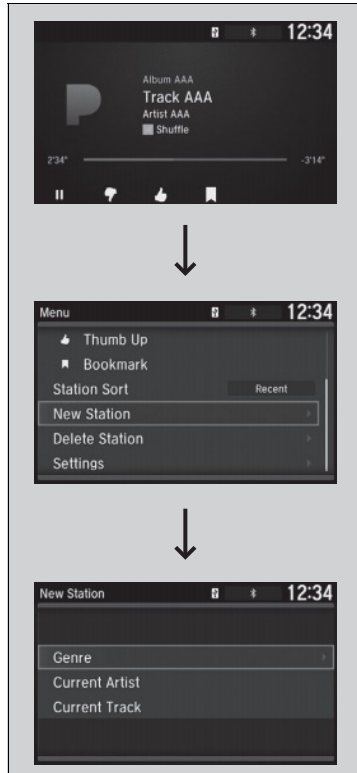 12:34
Album AAA
Track AAA
Artist AAA
Shuffle
2'34" -3'14"
Menu 12:34
Thumb Up
Bookmark
Station Sort Recent
New Station
Delete Station
Settings
New Station 12:34
Genre
Current Artist
Current Track